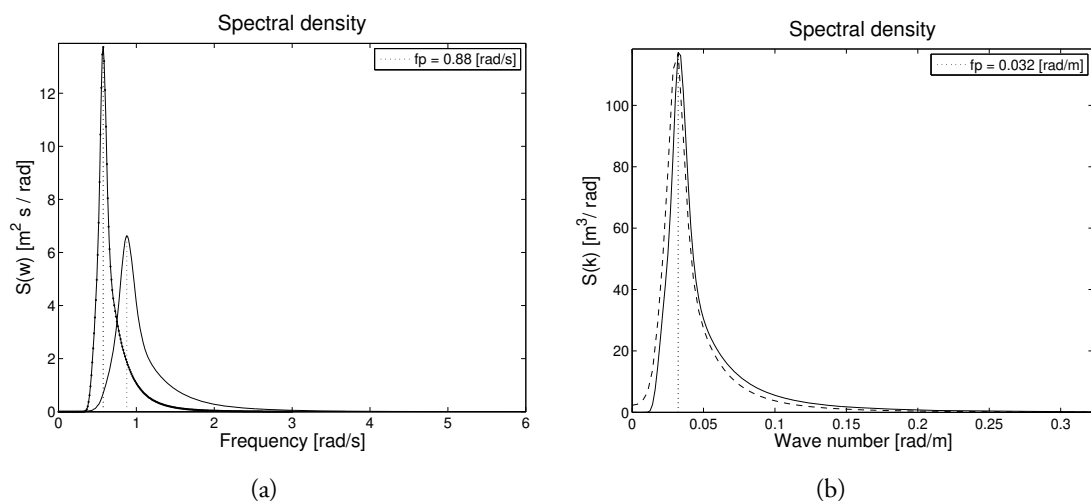 Spectral density
fp = 0.88 [rad/s]
S(w) [m² s / rad]
12
10
8
6
4
2
0
0 1 2 3 4 5 6
Frequency [rad/s]
(a)
Spectral density
fp = 0.032 [rad/m]
S(k) [m³/ rad]
100
80
60
40
20
0
0 0.05 0.1 0.15 0.2 0.25 0.3
Wave number [rad/m]
(b)